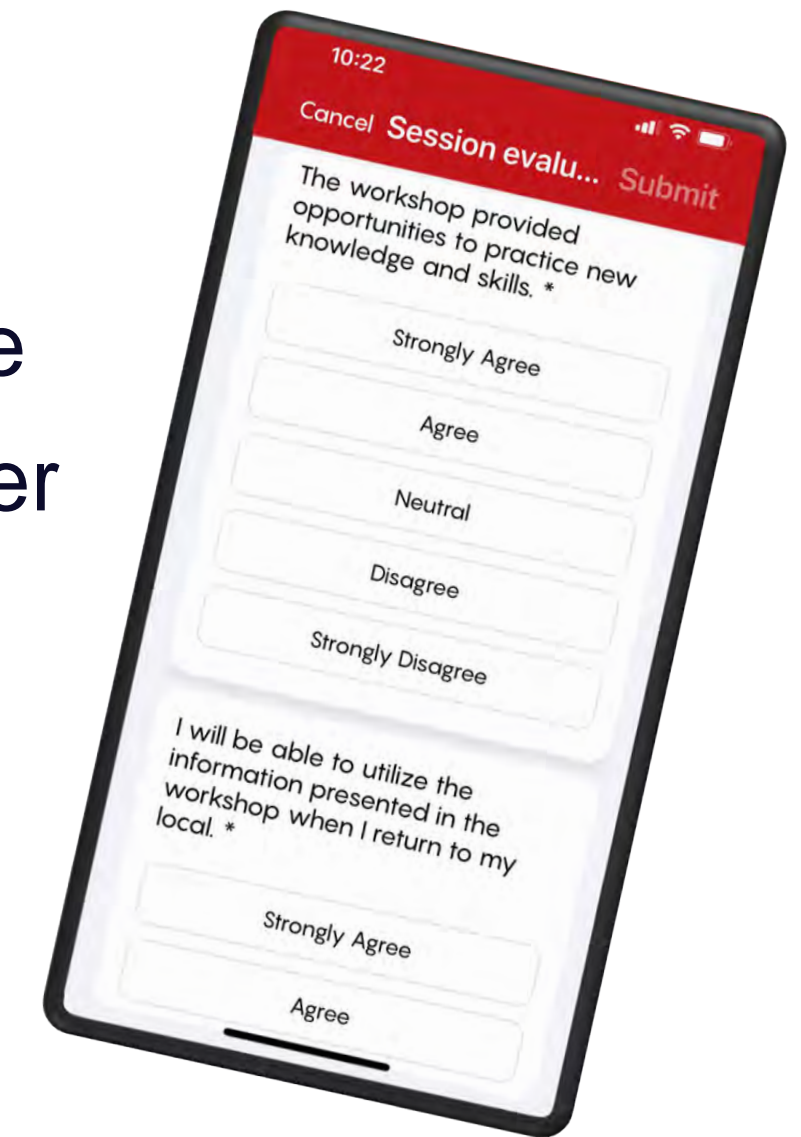 e
er
10:22
Cancel Session evalu... Submit
The workshop provided
opportunities to practice new
knowledge and skills. *
Strongly Agree
Agree
Neutral
Disagree
Strongly Disagree
I will be able to utilize the
information presented in the
workshop when I return to my
local. *
Strongly Agree
Agree